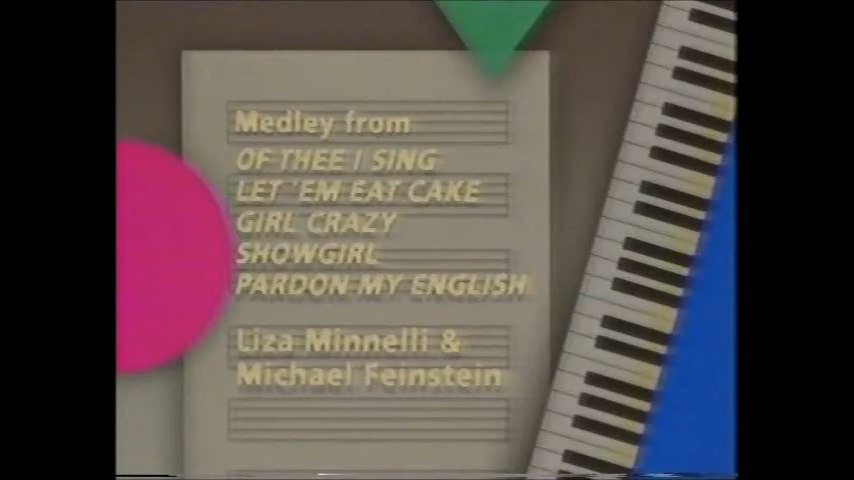 Medley from
OF THEE I SING
LET 'EM EAT CAKE
GIRL CRAZY
SHOWGIRL
PARDON MY ENGLISH
Liza Minnelli &
Michael Feinstein